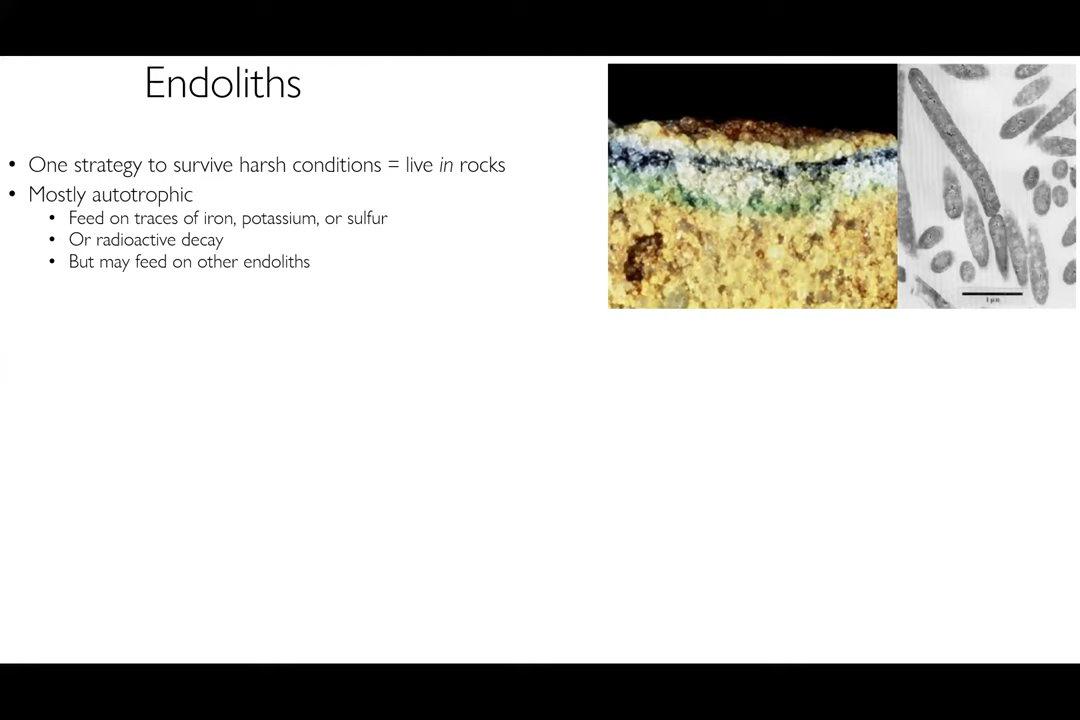 Endoliths
• One strategy to survive harsh conditions = live in rocks
• Mostly autotrophic
• Feed on traces of iron, potassium, or sulfur
• Or radioactive decay
• But may feed on other endoliths